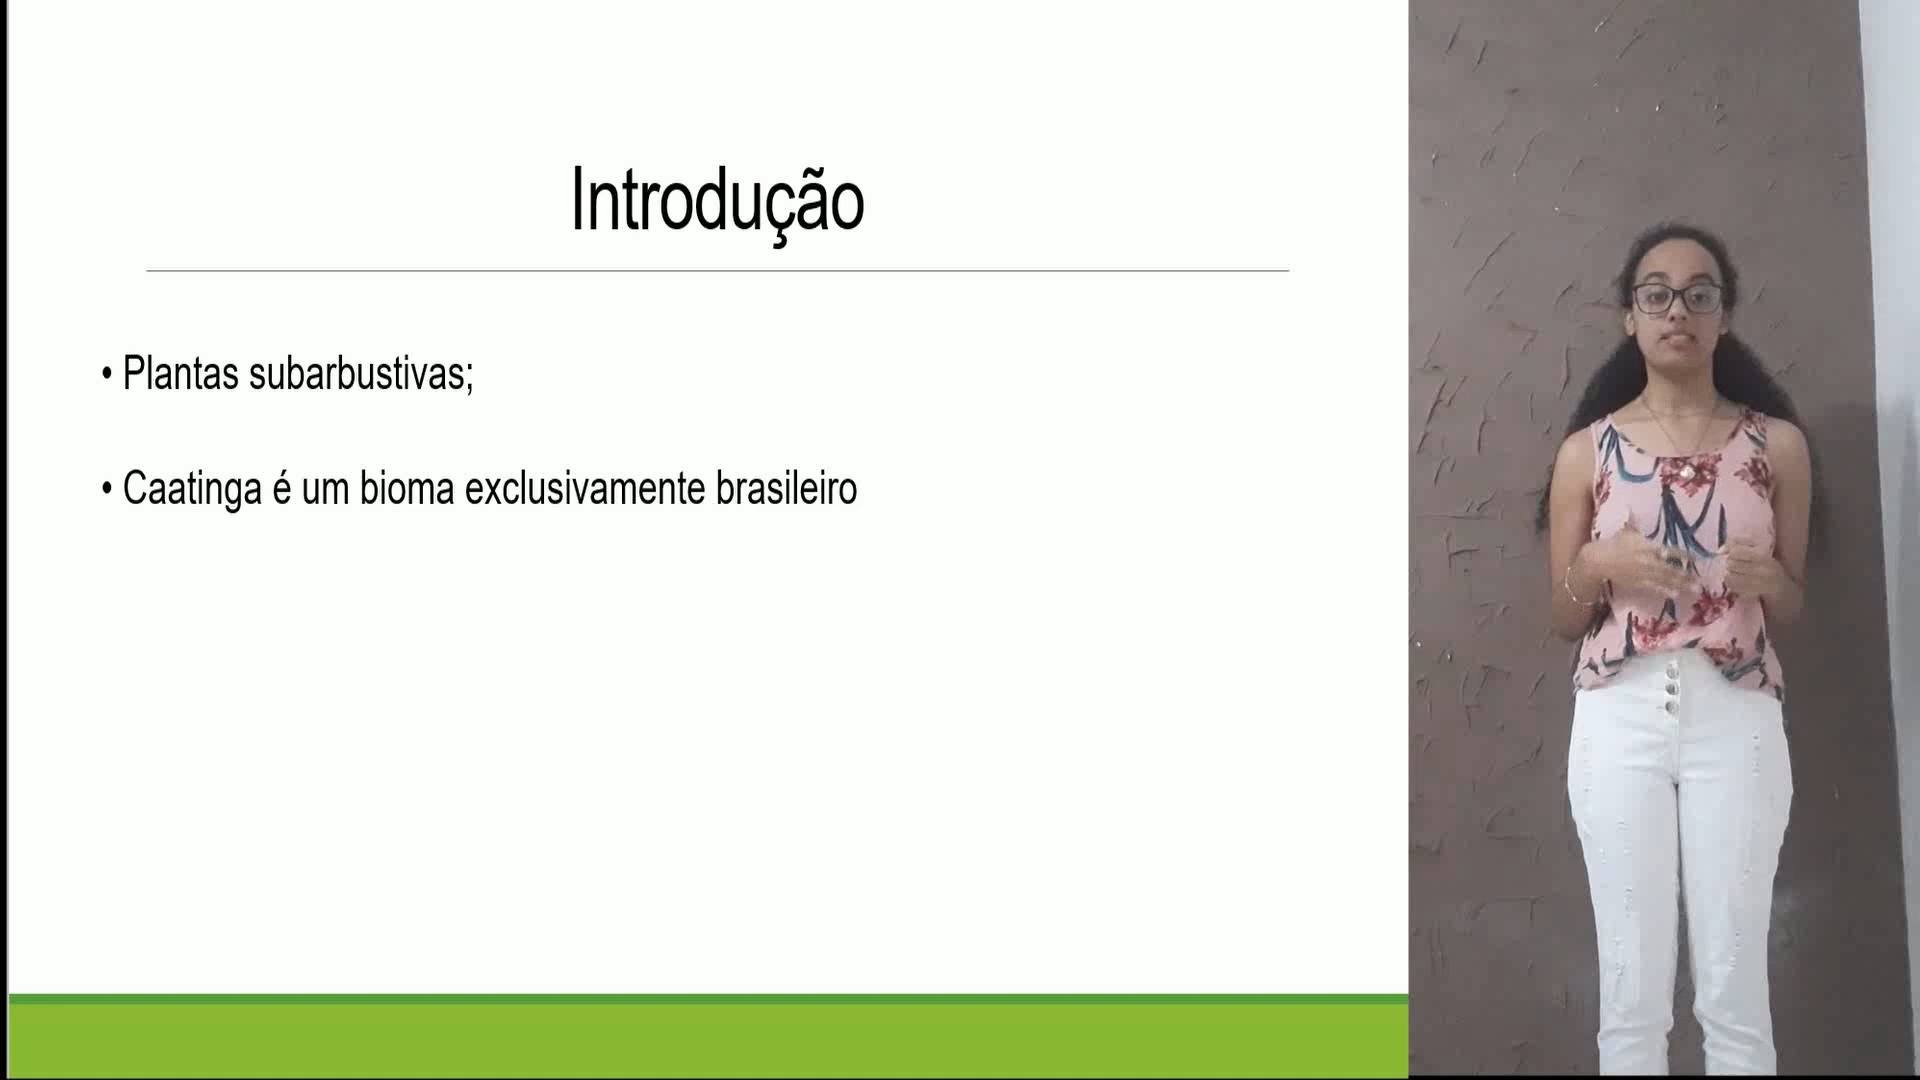 Introdução
• Plantas subarbustivas;
• Caatinga é um bioma exclusivamente brasileiro